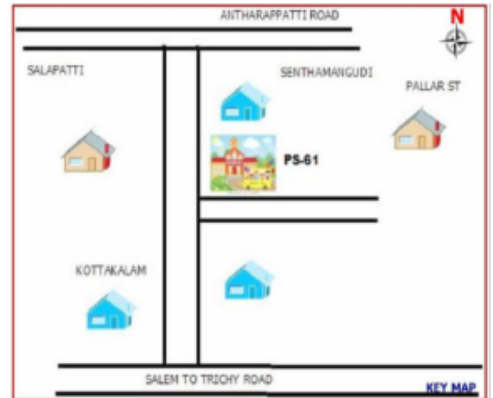 ANTHARAPPATTI ROAD
N
SALAPATTI
SENTHAMANGUDI
PALLAR ST
PS-61
KOTTAKALAM
SALEM TO TRICHY ROAD
KEY MAP